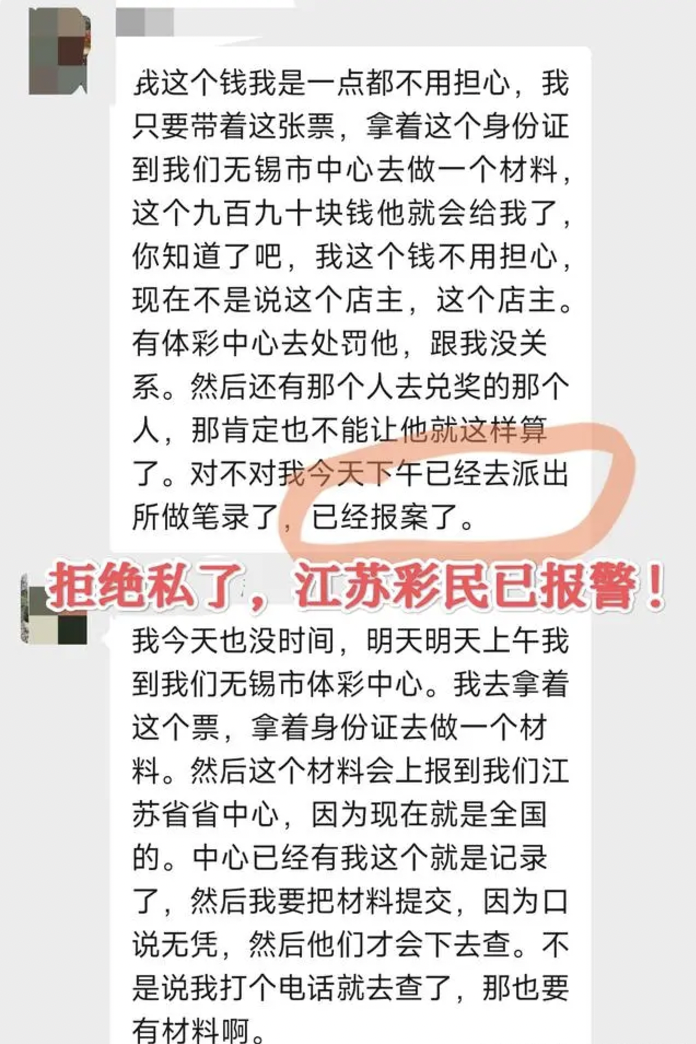 我这个钱我是一点都不用担心，我
只要带着这张票，拿着这个身份证
到我们无锡市中心去做一个材料，
这个九百九十块钱他就会给我了，
你知道了吧，我这个钱不用担心，
现在不是说这个店主，这个店主。
有体彩中心去处罚他，跟我没关
系。然后还有那个人去兑奖的那个
人，那肯定也不能让他就这样算
了。对不对我今天下午已经去派出
所做笔录了，已经报案了。
拒绝私了，江苏彩民已报警！
我今天也没时间，明天明天上午我
到我们无锡市体彩中心。我去拿着
这个票，拿着身份证去做一个材
料。然后这个材料会上报到我们江
苏省省中心，因为现在就是全国
的。中心已经有我这个就是记录
了，然后我要把材料提交，因为口
说无凭，然后他们才会下去查。不
是说我打个电话就去查了，那也要
有材料啊。